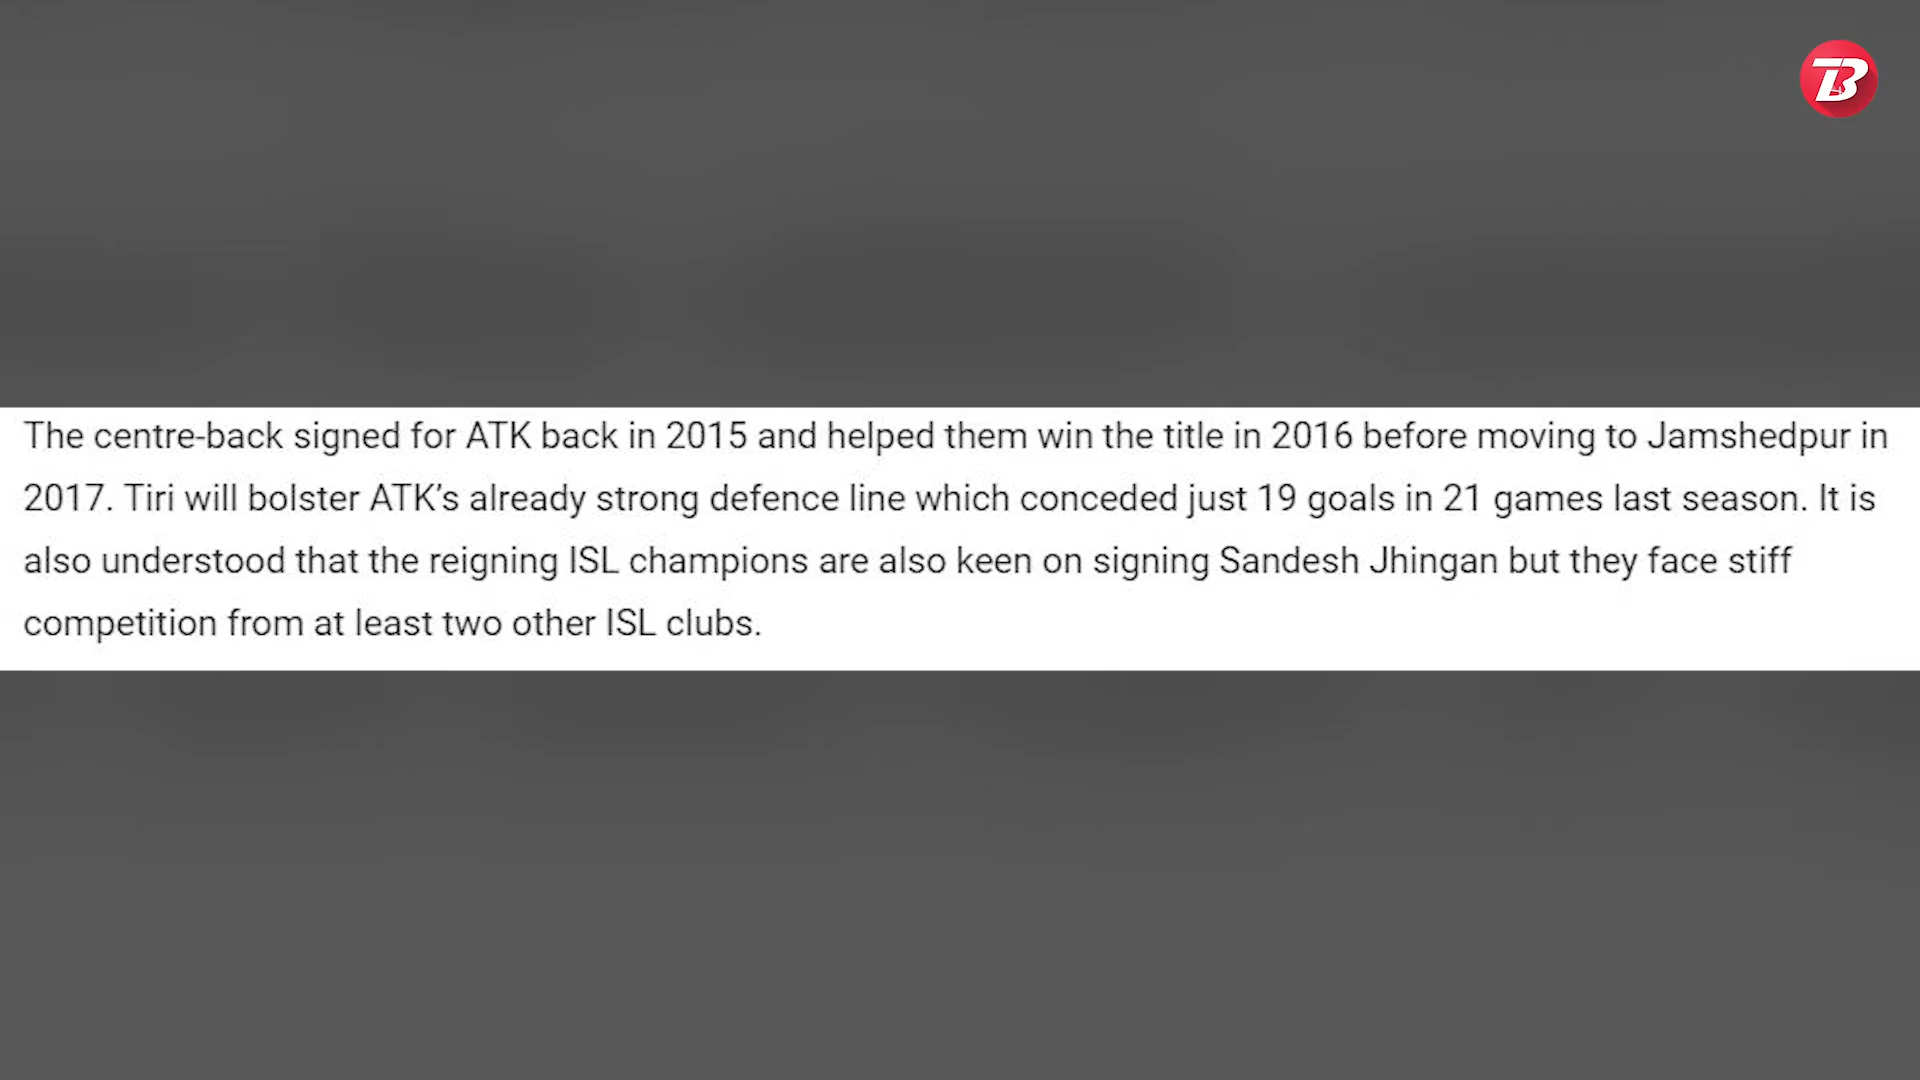 TB
The centre-back signed for ATK back in 2015 and helped them win the title in 2016 before moving to Jamshedpur in
2017. Tiri will bolster ATK’s already strong defence line which conceded just 19 goals in 21 games last season. It is
also understood that the reigning ISL champions are also keen on signing Sandesh Jhingan but they face stiff
competition from at least two other ISL clubs.